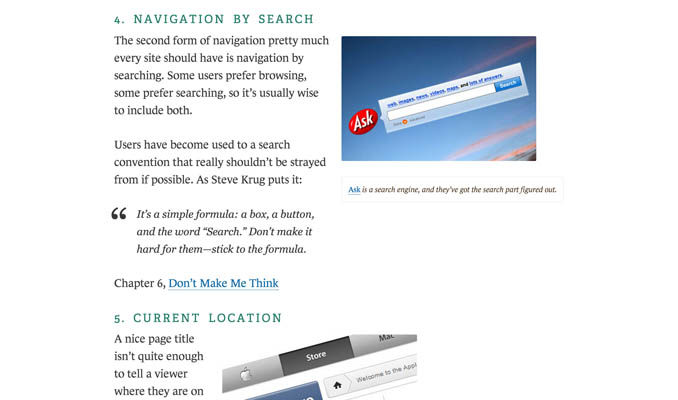 4. NAVIGATION BY SEARCH
The second form of navigation pretty much
every site should have is navigation by
searching. Some users prefer browsing,
some prefer searching, so it's usually wise
to include both.
Users have become used to a search
convention that really shouldn't be strayed
from if possible. As Steve Krug puts it:
“ It's a simple formula: a box, a button,
and the word “Search.” Don't make it
hard for them—stick to the formula.
Chapter 6, Don't Make Me Think
web, images, news, videos, maps, and lots of answers.
Search
Ask
Ask is a search engine, and they've got the search part figured out.
5. CURRENT LOCATION
A nice page title
isn't quite enough
to tell a viewer
where they are on
Store
Mac
Welcome to the Appl